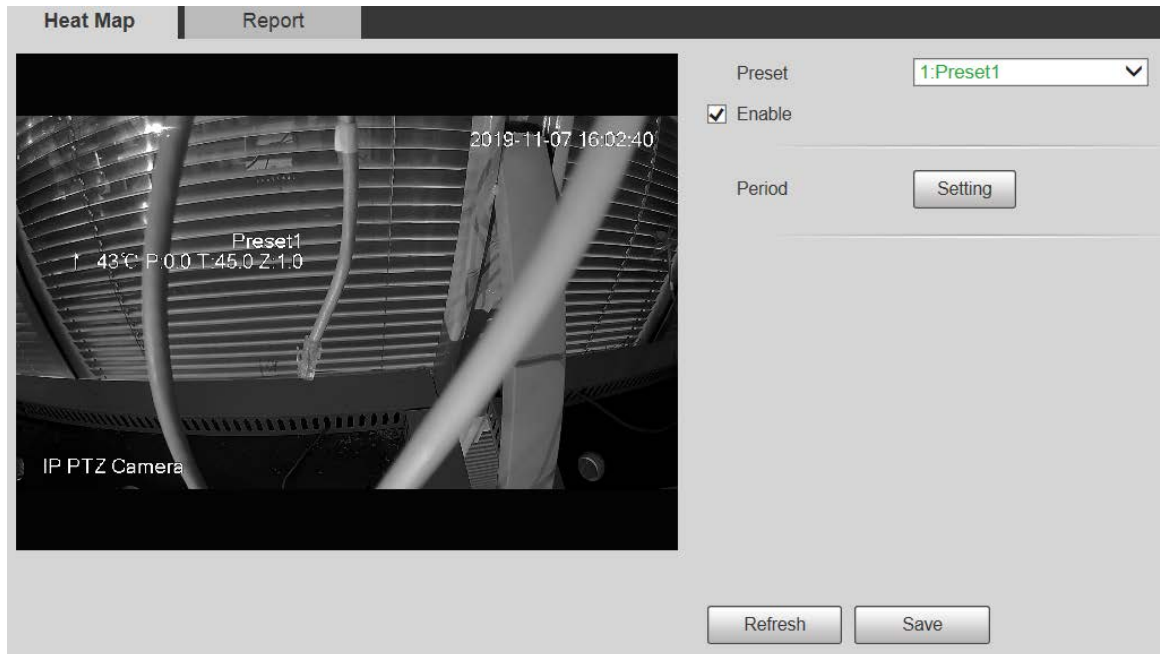 Heat Map
Report
2019-11-07 16:02:40
Preset1
↑ 43℃ P:0.0 T:45.0 Z:1.0
IP PTZ Camera
Preset
1:Preset1
Enable
Period
Setting
Refresh
Save